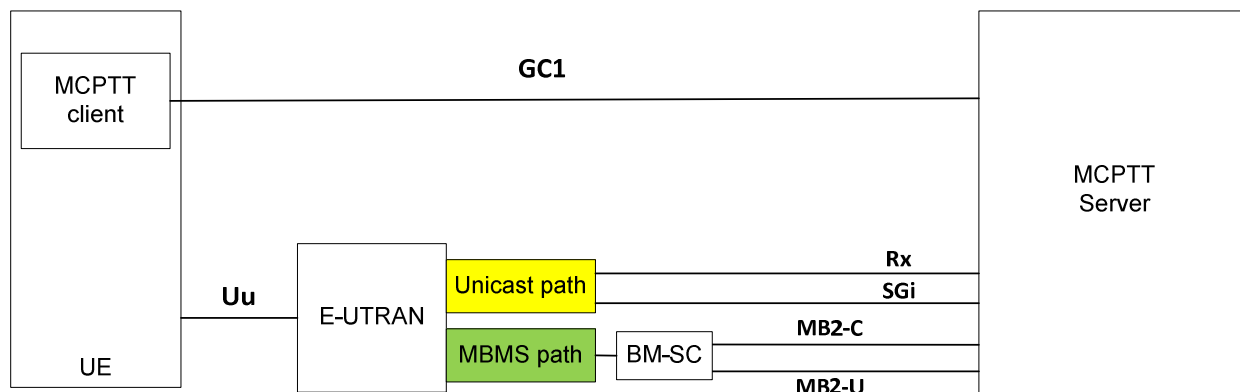 GC1
MCPTT
client
MCPTT
Server
Rx
Unicast path
SGi
Uu
E-UTRAN
MB2-C
MBMS path
BM-SC
UE
MB2-U